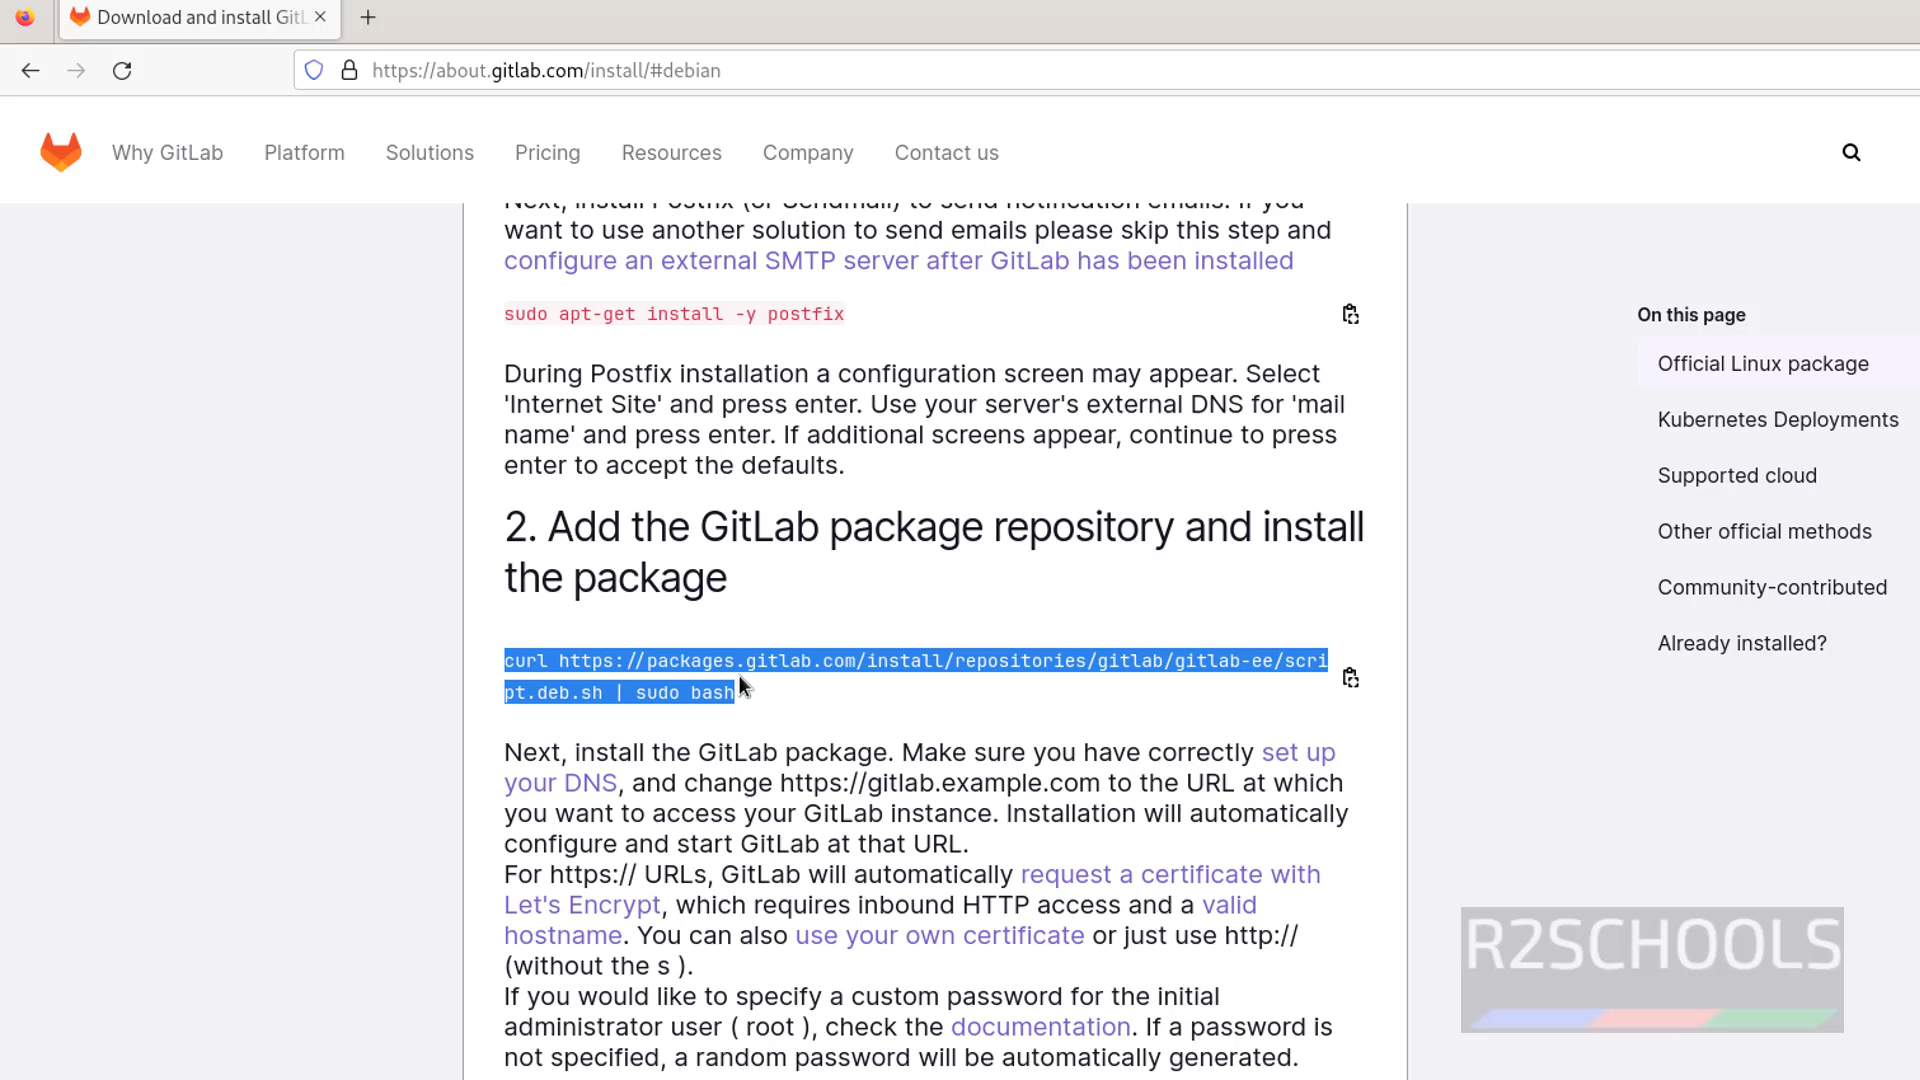 Download and install GitL
https://about.gitlab.com/install/#debian
Why GitLab Platform Solutions Pricing Resources Company Contact us
Next, install Postfix (or Sendmail) to send notification emails. If you
want to use another solution to send emails please skip this step and
configure an external SMTP server after GitLab has been installed
sudo apt-get install -y postfix
During Postfix installation a configuration screen may appear. Select
'Internet Site' and press enter. Use your server's external DNS for 'mail
name' and press enter. If additional screens appear, continue to press
enter to accept the defaults.
2. Add the GitLab package repository and install
the package
curl https://packages.gitlab.com/install/repositories/gitlab/gitlab-ee/scri
pt.deb.sh | sudo bash
Next, install the GitLab package. Make sure you have correctly set up
your DNS, and change https://gitlab.example.com to the URL at which
you want to access your GitLab instance. Installation will automatically
configure and start GitLab at that URL.
For https:// URLs, GitLab will automatically request a certificate with
Let's Encrypt, which requires inbound HTTP access and a valid
hostname. You can also use your own certificate or just use http://
(without the s ).
If you would like to specify a custom password for the initial
administrator user ( root ), check the documentation. If a password is
not specified, a random password will be automatically generated.
On this page
Official Linux package
Kubernetes Deployments
Supported cloud
Other official methods
Community-contributed
Already installed?
R2SCHOOLS